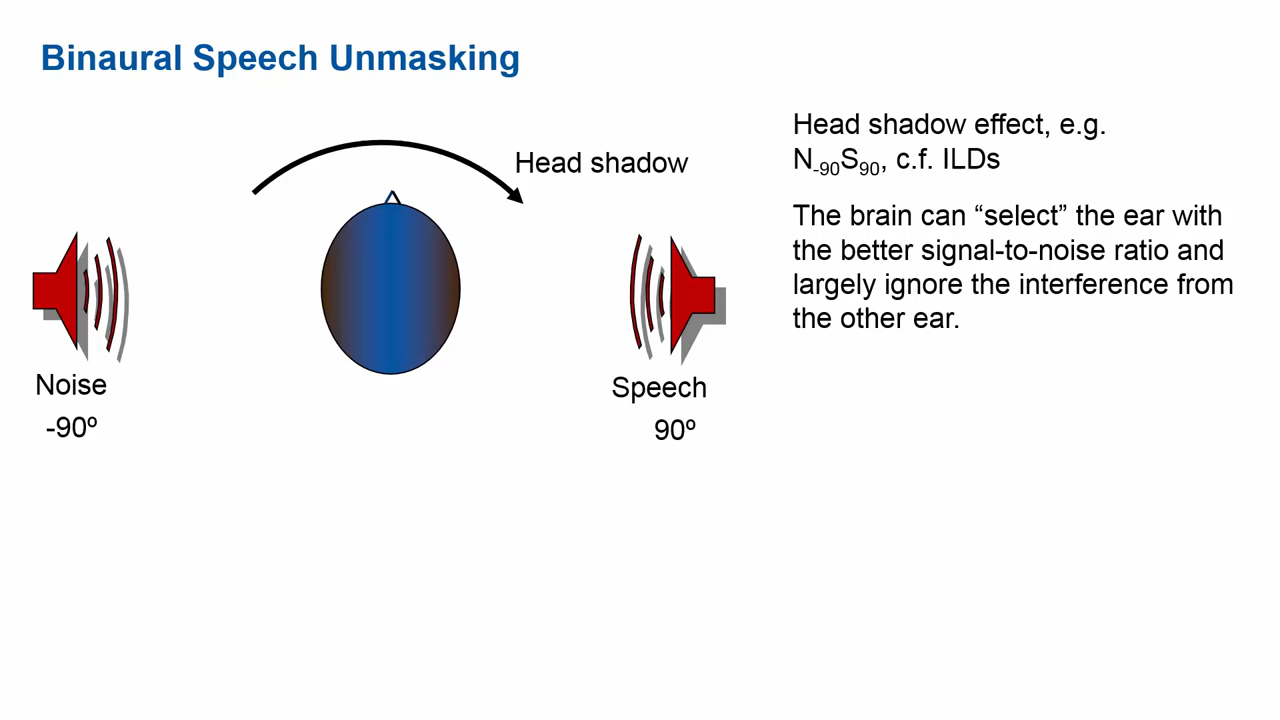 Binaural Speech Unmasking
Head shadow
Noise
-90º
Speech
90º
Head shadow effect, e.g.
N-90S90, c.f. ILDs
The brain can “select” the ear with
the better signal-to-noise ratio and
largely ignore the interference from
the other ear.